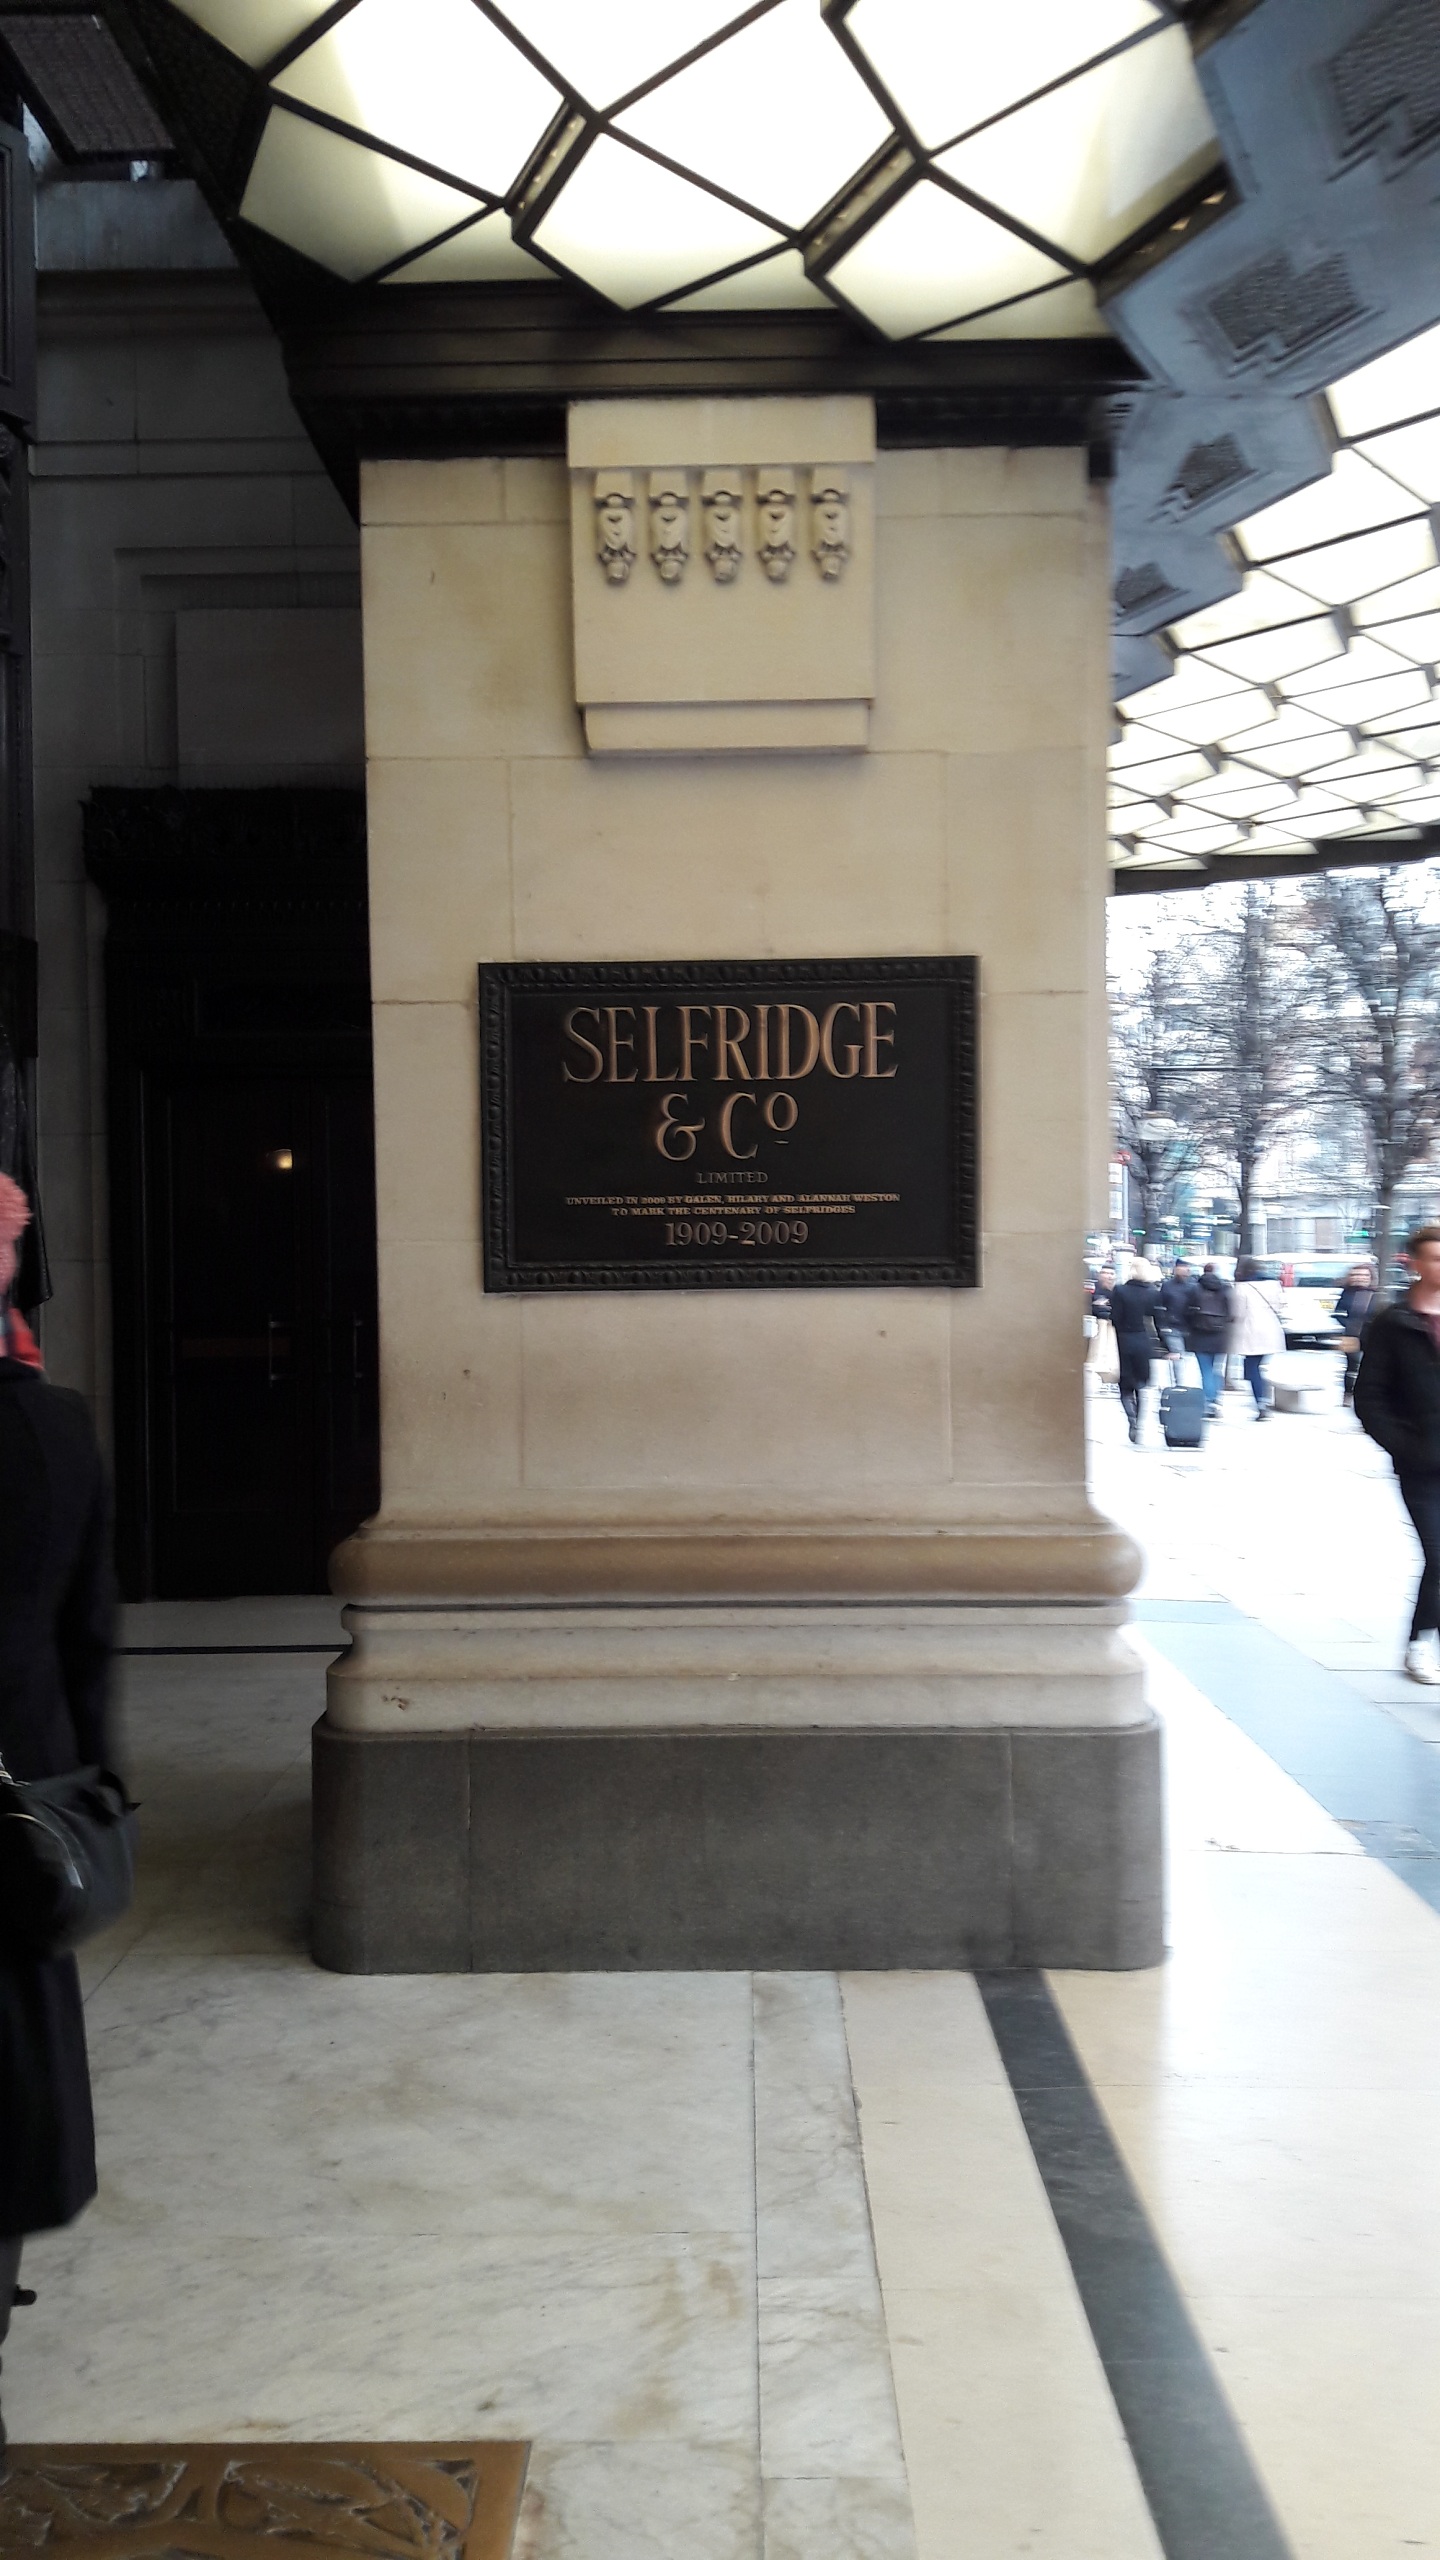 SELFRIDGE
& Cº
LIMITED
UNVEILED IN 2009 BY GALEN, HILARY AND ALANNAH WESTON
TO MARK THE CENTENARY OF SELFRIDGES
1909-2009